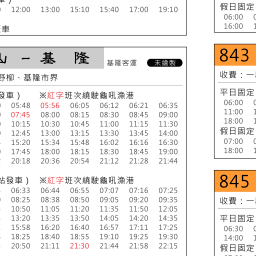 12:00 13:00 15:10 15:40 17:00 19:10
車
山 - 基 隆
基隆客運 未繪製
野柳、基隆市界
發車） ※紅字班次繞駛龜吼漁港
05:48 05:56 06:05 06:12 06:21 06:35
07:45 08:00 08:15 08:30 08:45 09:00
10:15 10:30 10:45 11:00 11:15 11:30
12:45 13:00 13:15 13:30 13:45 14:00
15:20 15:34 15:48 16:02 16:16 16:30
17:45 18:00 18:15 18:30 18:45 19:00
20:18 20:36 20:54 21:12 21:28 21:44
站發車） ※紅字班次繞駛龜吼漁港
06:33 06:44 06:55 07:07 07:16 07:25
08:25 08:38 08:50 09:05 09:20 09:35
10:50 11:05 11:20 11:35 11:50 12:05
13:20 13:35 13:50 14:05 14:20 14:35
15:58 16:20 16:40 16:57 17:11 17:25
18:25 18:40 18:55 19:10 19:25 19:30
20:50 21:11 21:30 21:44 21:58 22:15
假日固定
06:00
16:00
843
收費：一
平日固定
06:00
11:00
18:00
假日固定
07:00
18:00
845
收費：一
平日固定
06:30
14:00
假日固定